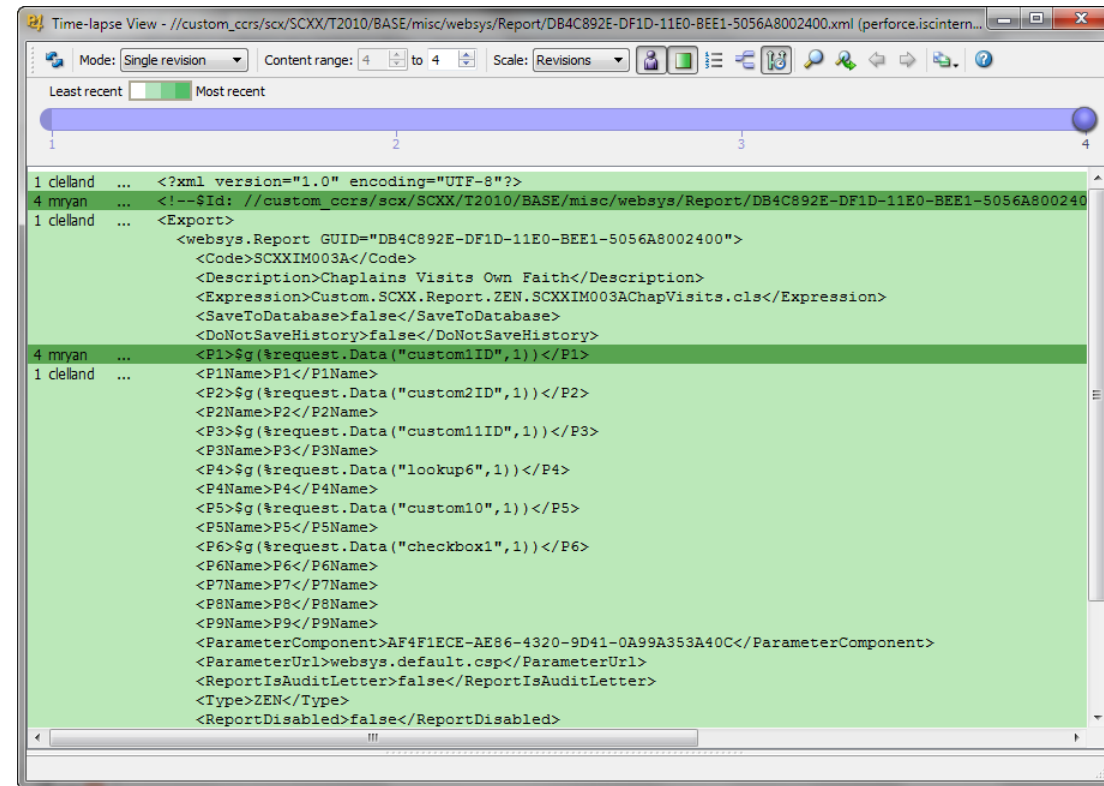 Time-lapse View - //custom_ccrs/scx/SCXX/T2010/BASE/misc/websys/Report/DB4C892E-DF1D-11E0-BEE1-5056A8002400.xml (perforce.iscintern...
Mode: Single revision Content range: 4 to 4 Scale: Revisions
Least recent Most recent
1 2 3 4
1 clelland ... <?xml version="1.0" encoding="UTF-8"?>
4 mryan ... <!--$Id: //custom_ccrs/scx/SCXX/T2010/BASE/misc/websys/Report/DB4C892E-DF1D-11E0-BEE1-5056A800240
1 clelland ... <Export>
<websys.Report GUID="DB4C892E-DF1D-11E0-BEE1-5056A8002400">
<Code>SCXXIM003A</Code>
<Description>Chaplains Visits Own Faith</Description>
<Expression>Custom.SCXX.Report.ZEN.SCXXIM003AChapVisits.cls</Expression>
<SaveToDatabase>false</SaveToDatabase>
<DoNotSaveHistory>false</DoNotSaveHistory>
4 mryan ... <P1>$g(%request.Data("custom1ID",1))</P1>
1 clelland ... <P1Name>P1</P1Name>
<P2>$g(%request.Data("custom2ID",1))</P2>
<P2Name>P2</P2Name>
<P3>$g(%request.Data("custom11ID",1))</P3>
<P3Name>P3</P3Name>
<P4>$g(%request.Data("lookup6",1))</P4>
<P4Name>P4</P4Name>
<P5>$g(%request.Data("custom10",1))</P5>
<P5Name>P5</P5Name>
<P6>$g(%request.Data("checkbox1",1))</P6>
<P6Name>P6</P6Name>
<P7Name>P7</P7Name>
<P8Name>P8</P8Name>
<P9Name>P9</P9Name>
<ParameterComponent>AF4F1ECE-AE86-4320-9D41-0A99A353A40C</ParameterComponent>
<ParameterUrl>websys.default.csp</ParameterUrl>
<ReportIsAuditLetter>false</ReportIsAuditLetter>
<Type>ZEN</Type>
<ReportDisabled>false</ReportDisabled>